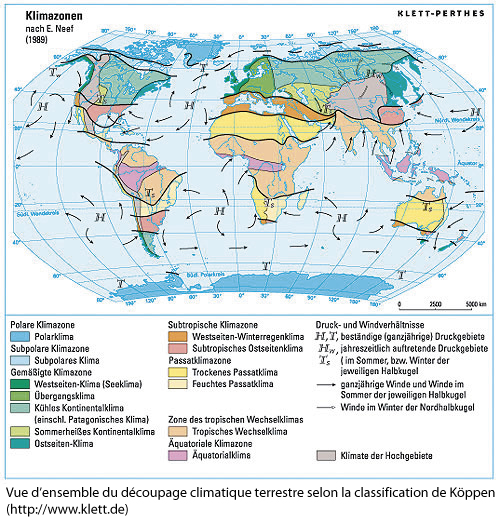 Klimazonen
nach E. Neef
(1989)
KLETT-PERTHES
Polarkreis
Nördl. Wendekreis
Äquator
Südl. Wendekreis
Südl. Polarkreis
0 2500 5000 km
Polare Klimazone
Polarklima
Subpolare Klimazone
Subpolares Klima
Gemäßigte Klimazone
Westseiten-Klima (Seeklima)
Übergangsklima
Kühles Kontinentalklima
(einschl. Patagonisches Klima)
Sommerheißes Kontinentalklima
Ostseiten-Klima
Subtropische Klimazone
Westseiten-Winterregenklima
Subtropisches Ostseitenklima
Passatklimazone
Trockenes Passatklima
Feuchtes Passatklima
Zone des tropischen Wechselklimas
Tropisches Wechselklima
Äquatoriale Klimazone
Äquatorialklima
Druck- und Windverhältnisse
H, T, beständige (ganzjährige) Druckgebiete
Hw, jahreszeitlich auftretende Druckgebiete
Ts (im Sommer, bzw. Winter der
jeweiligen Halbkugel
ganzjährige Winde und Winde im
Sommer der jeweiligen Halbkugel
Winde im Winter der Nordhalbkugel
Klimate der Hochgebiete
Vue d'ensemble du découpage climatique terrestre selon la classification de Köppen
(http://www.klett.de)